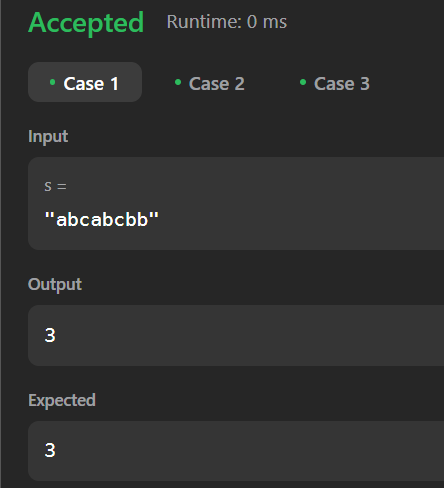 Accepted Runtime: 0 ms
Case 1 Case 2 Case 3
Input
s =
"abcabcbb"
Output
3
Expected
3